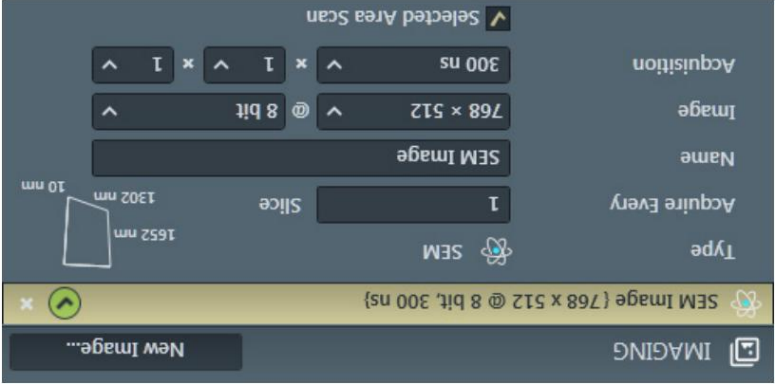 IMAGING New Image...
SEM Image { 768 x 512 @ 8 bit, 300 ns} ×
Type SEM
1652 nm
1302 nm
10 nm
Acquire Every 1 Slice
Name SEM Image
Image 768 × 512 @ 8 bit
Acquisition 300 ns × 1 × 1
Selected Area Scan